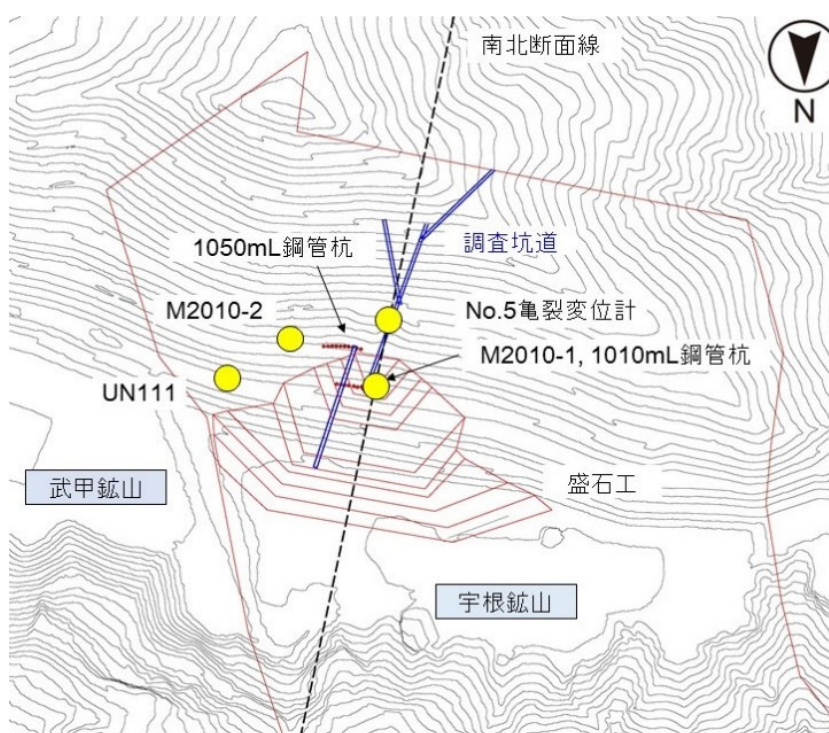 南北断面線
N
調査坑道
1050mL鋼管杭
M2010-2
No.5亀裂変位計
M2010-1, 1010mL鋼管杭
UN111
武甲鉱山
盛石工
宇根鉱山